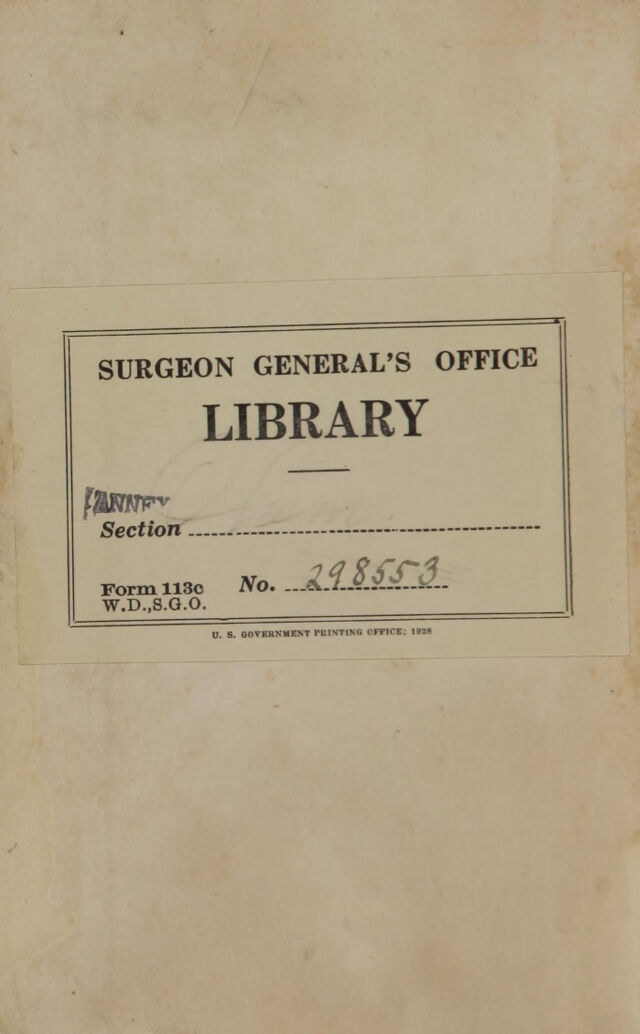 SURGEON GENERAL'S OFFICE
LIBRARY
Section
Form 113c
W.D.,S.G.O.
No. 298553
U. S. GOVERNMENT PRINTING OFFICE: 1928